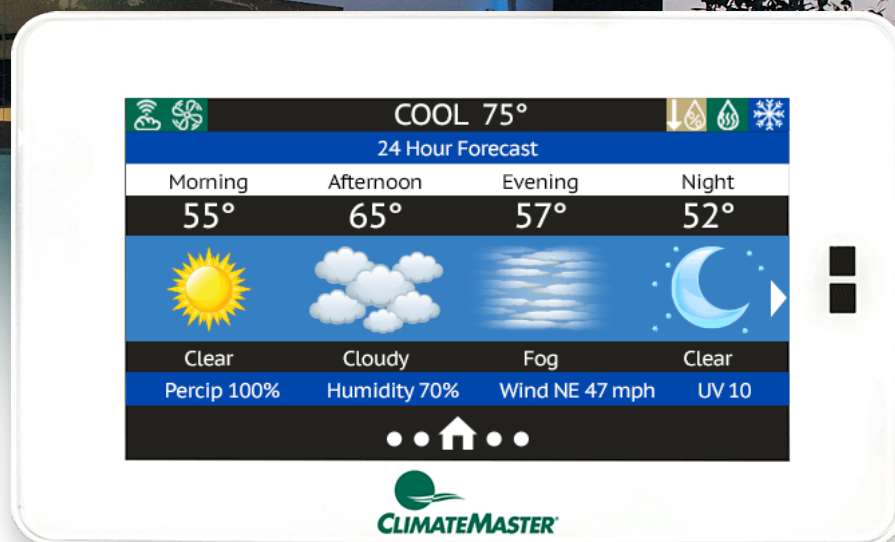 COOL 75°
24 Hour Forecast
Morning Afternoon Evening Night
55° 65° 57° 52°
Clear Cloudy Fog Clear
Percip 100% Humidity 70% Wind NE 47 mph UV 10
CLIMATEMASTER